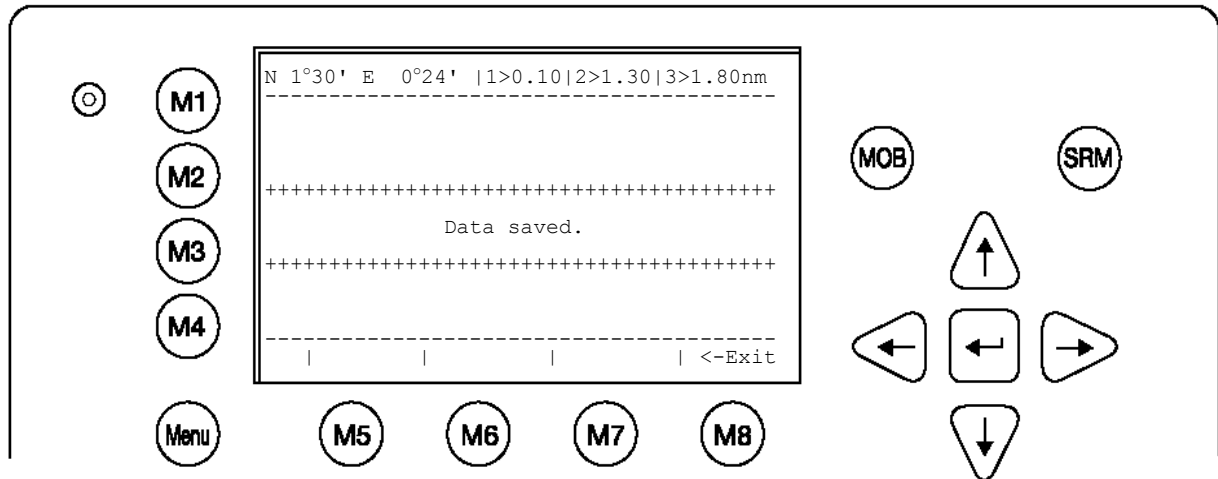 N 1°30' E 0°24' |1>0.10|2>1.30|3>1.80nm
----------------------------------------
++++++++++++++++++++++++++++++++++++++++
Data saved.
++++++++++++++++++++++++++++++++++++++++
----------------------------------------
| | | | <-Exit
M1
M2
M3
M4
Menu
M5 M6 M7 M8
MOB SRM